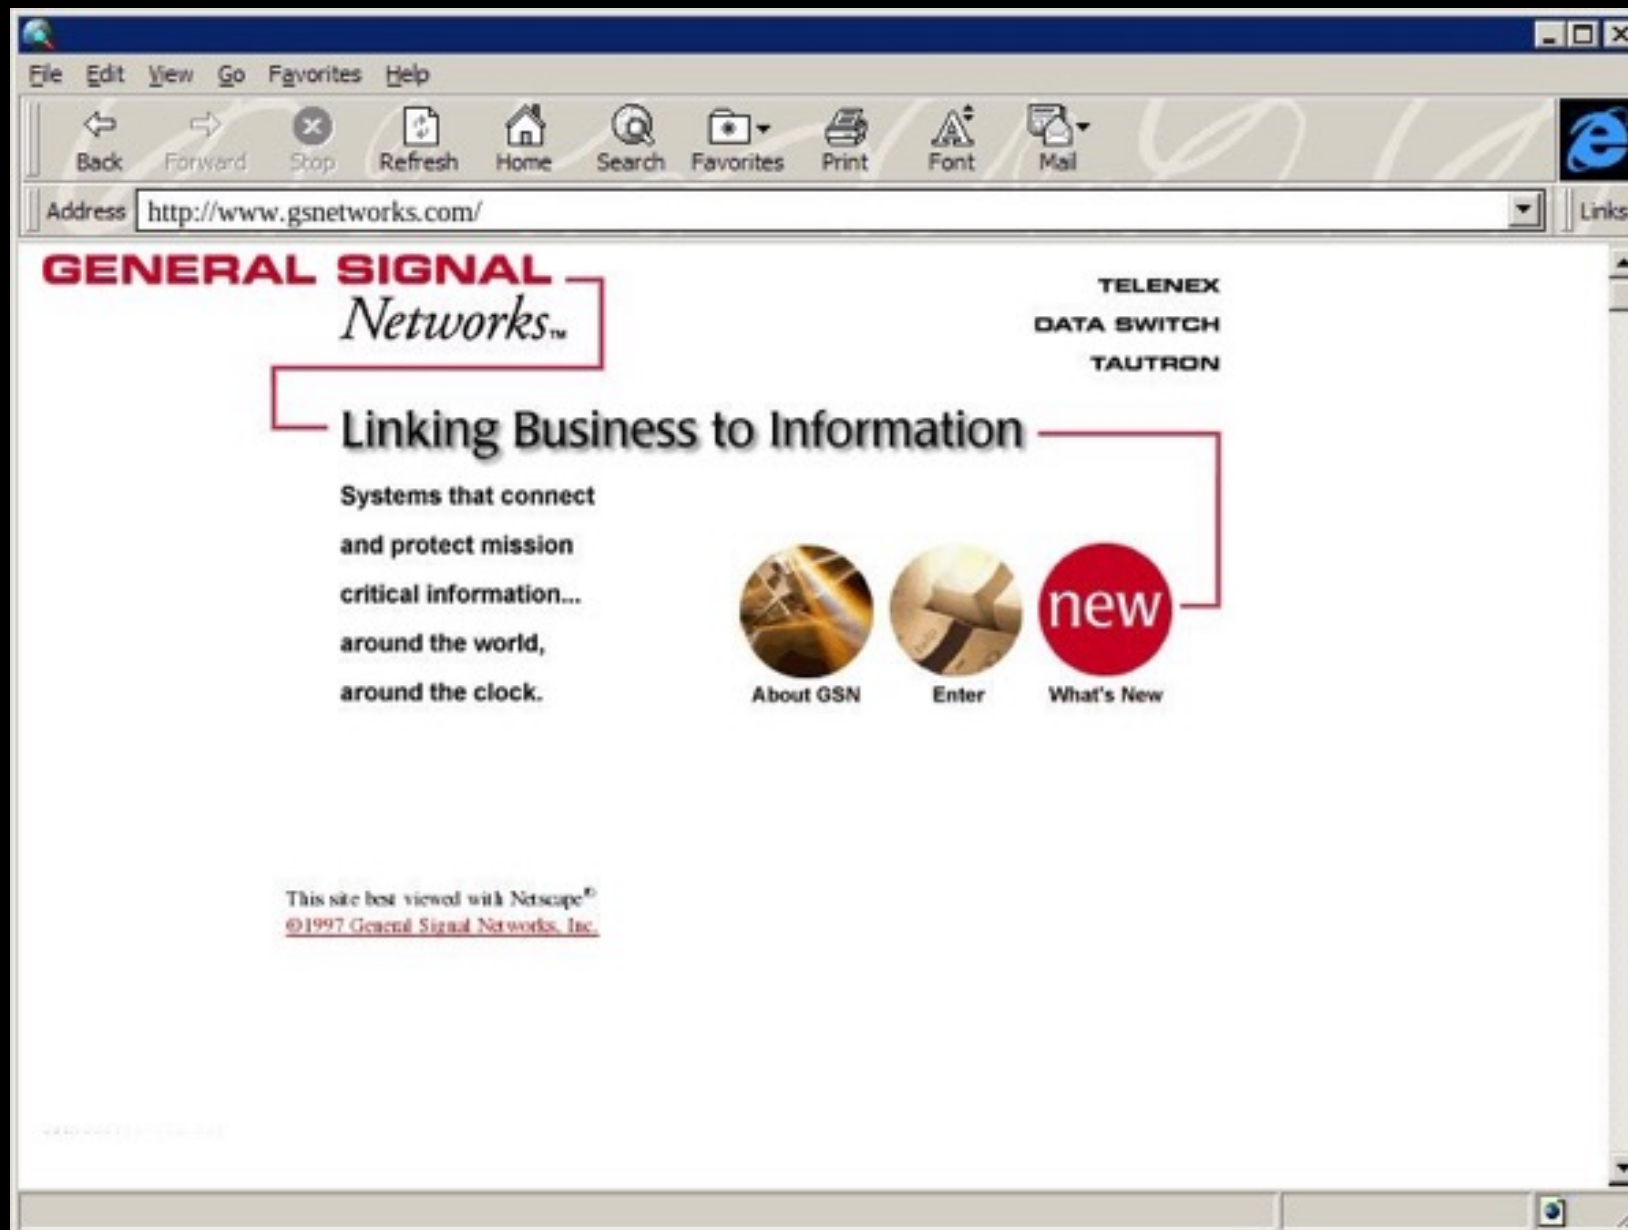 File Edit View Go Favorites Help
Back Forward Stop Refresh Home Search Favorites Print Font Mail
Address http://www.gsnetworks.com/ Links
GENERAL SIGNAL
Networks™
TELENEX
DATA SWITCH
TAUTRON
Linking Business to Information
Systems that connect
and protect mission
critical information...
around the world,
around the clock.
new
About GSN Enter What's New
This site best viewed with Netscape©
©1997 General Signal Networks, Inc.